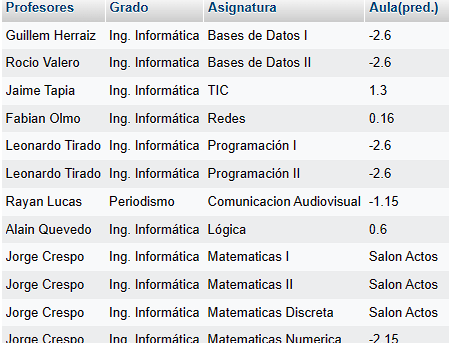 Profesores Grado Asignatura Aula(pred.)
Guillem Herraiz Ing. Informática Bases de Datos I -2.6
Rocio Valero Ing. Informática Bases de Datos II -2.6
Jaime Tapia Ing. Informática TIC 1.3
Fabian Olmo Ing. Informática Redes 0.16
Leonardo Tirado Ing. Informática Programación I -2.6
Leonardo Tirado Ing. Informática Programación II -2.6
Rayan Lucas Periodismo Comunicacion Audiovisual -1.15
Alain Quevedo Ing. Informática Lógica 0.6
Jorge Crespo Ing. Informática Matematicas I Salon Actos
Jorge Crespo Ing. Informática Matematicas II Salon Actos
Jorge Crespo Ing. Informática Matematicas Discreta Salon Actos
Jorge Crespo Ing. Informática Matematicas Numerica -2.15